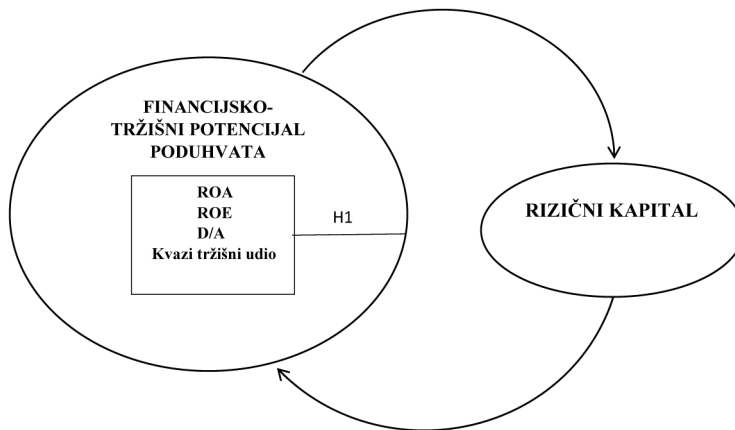 FINANCIJSKO-
TRŽIŠNI POTENCIJAL
PODUHVATA
ROA
ROE
D/A
Kvazi tržišni udio
H1
RIZIČNI KAPITAL